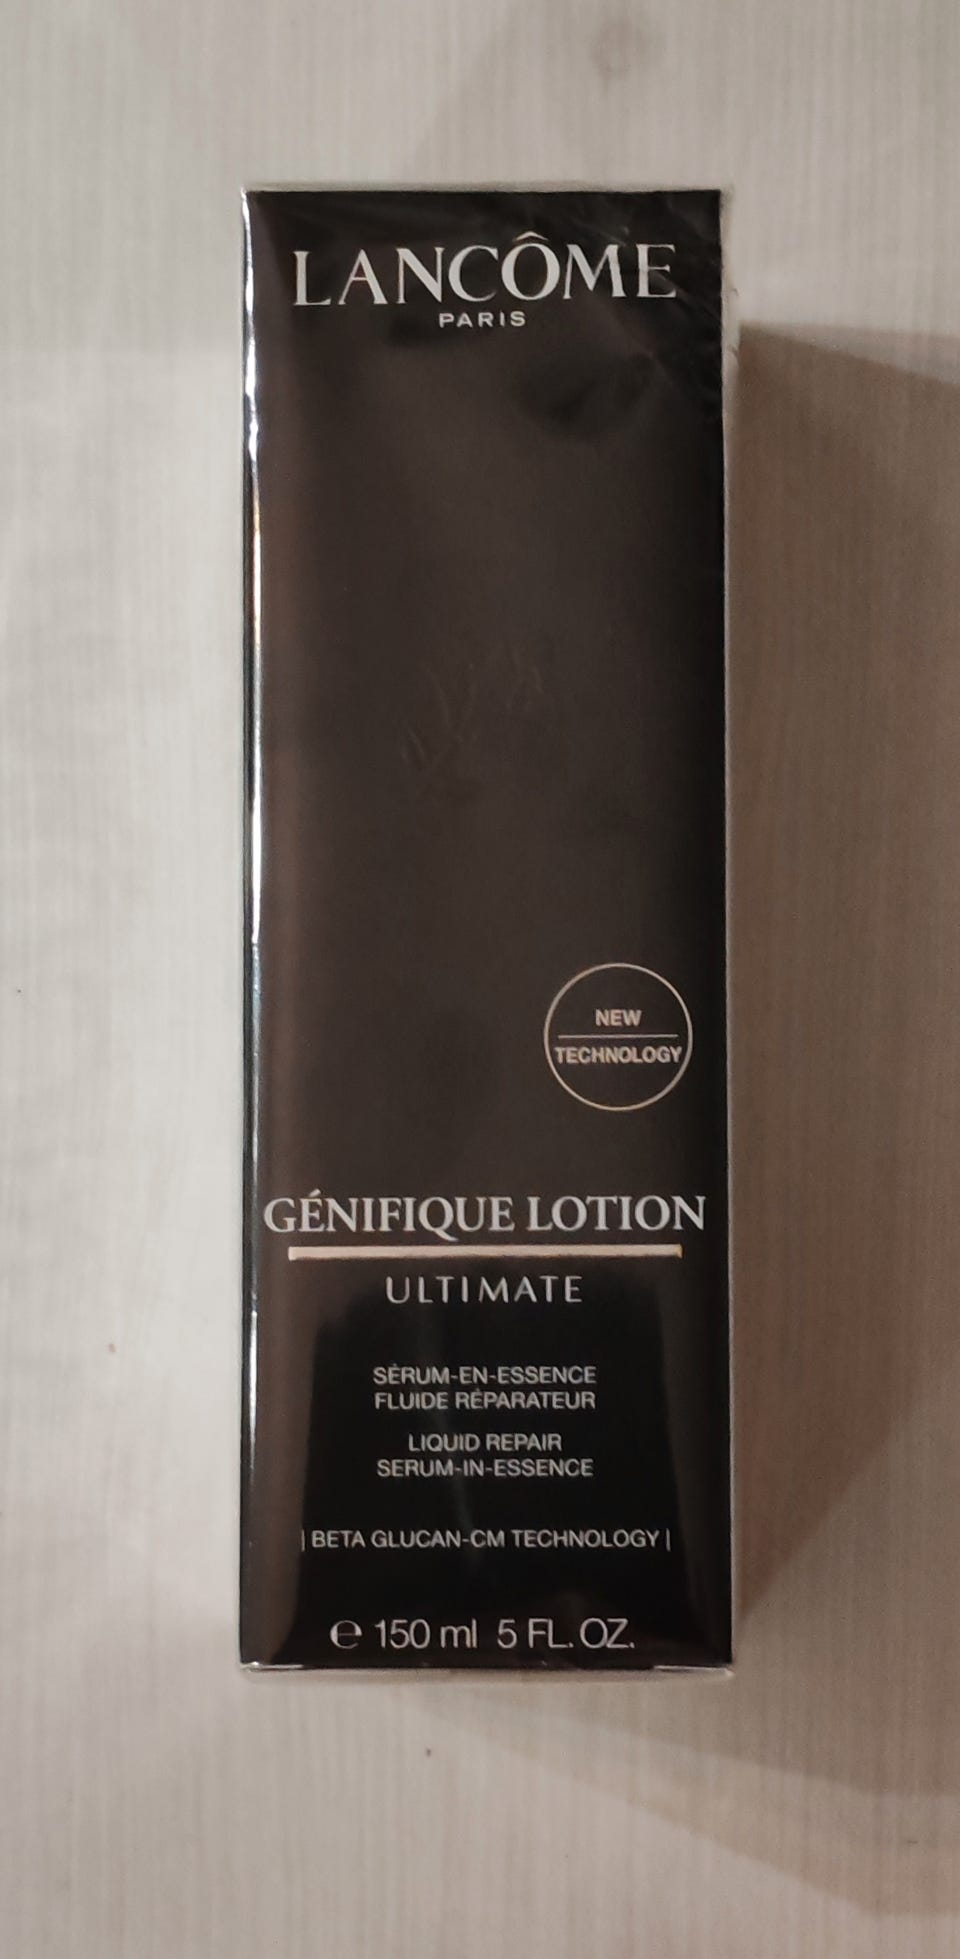 LANCÔME
PARIS
NEW
TECHNOLOGY
GÉNIFIQUE LOTION
ULTIMATE
SÉRUM-EN-ESSENCE
FLUIDE RÉPARATEUR
LIQUID REPAIR
SERUM-IN-ESSENCE
| BETA GLUCAN-CM TECHNOLOGY |
℮ 150 ml 5 FL. OZ.